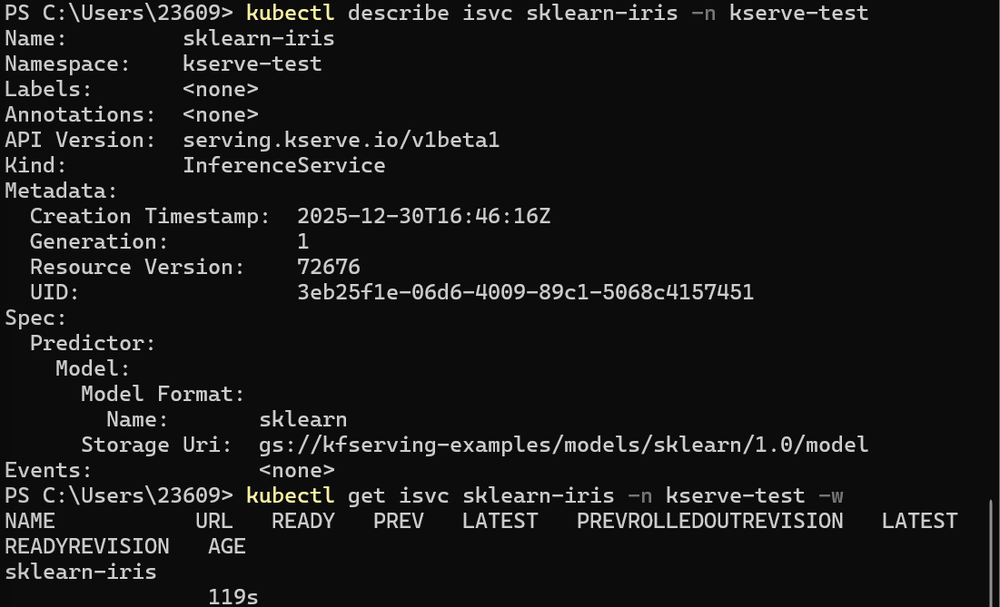 PS C:\Users\23609> kubectl describe isvc sklearn-iris -n kserve-test
Name:         sklearn-iris
Namespace:    kserve-test
Labels:       <none>
Annotations:  <none>
API Version:  serving.kserve.io/v1beta1
Kind:         InferenceService
Metadata:
  Creation Timestamp:  2025-12-30T16:46:16Z
  Generation:          1
  Resource Version:    72676
  UID:                 3eb25f1e-06d6-4009-89c1-5068c4157451
Spec:
  Predictor:
    Model:
      Model Format:
        Name:       sklearn
      Storage Uri:  gs://kfserving-examples/models/sklearn/1.0/model
Events:             <none>
PS C:\Users\23609> kubectl get isvc sklearn-iris -n kserve-test -w
NAME           URL   READY   PREV   LATEST   PREVROLLEDOUTREVISION   LATEST
READYREVISION   AGE
sklearn-iris
                119s